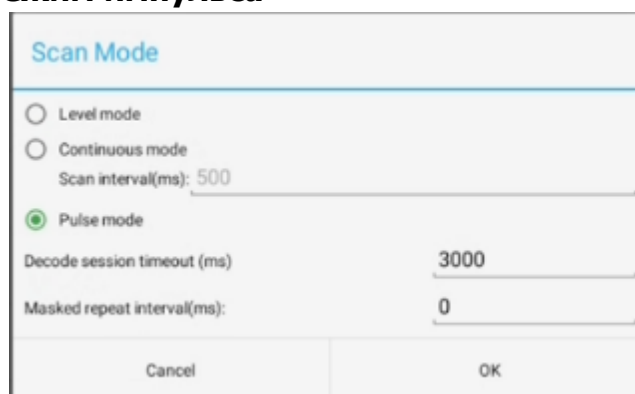 Scan Mode
Level mode
Continuous mode
Scan interval(ms): 500
Pulse mode
Decode session timeout (ms) 3000
Masked repeat interval(ms): 0
Cancel OK